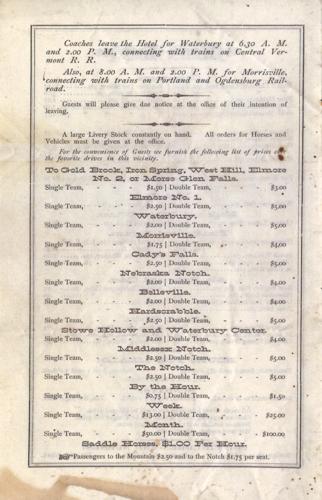 Coaches leave the Hotel for Waterbury at 6.30 A. M.
and 2.00 P. M., connecting with trains on Central Ver-
mont R. R.
Also, at 8.00 A. M. and 2.00 P. M. for Morrisville,
connecting with trains on Portland and Ogdensburg Rail-
road.
Guests will please give due notice at the office of their intention of
leaving.
A large Livery Stock constantly on hand. All orders for Horses and
Vehicles must be given at the office.
For the convenience of Guests we furnish the following list of prices on
the favorite drives in this vicinity.
To Gold Brook, Iron Spring, West Hill, Elmore
No. 2, or Morse Glen Falls.
Single Team, $1.50 | Double Team, $3.00
Elmore No. 1.
Single Team, $2.50 | Double Team, $5.00
Waterbury.
Single Team, $2.00 | Double Team, $5.00
Morrisville.
Single Team, $1.75 | Double Team, $4.00
Cady's Falls.
Single Team, $2.50 | Double Team, $5.00
Nebraska Notch.
Single Team, $2.00 | Double Team, $4.00
Belleville.
Single Team, $2.00 | Double Team, $4.00
Hardscrabble.
Single Team, $2.50 | Double Team, $5.00
Stowe Hollow and Waterbury Center.
Single Team, $2.00 | Double Team, $4.00
Middlesex Notch.
Single Team, $2.50 | Double Team, $5.00
The Notch.
Single Team, $2.50 | Double Team, $5.00
By the Hour.
Single Team, $0.75 | Double Team, $1.50
Week.
Single Team, $13.00 | Double Team, $25.00
Month.
Single Team, $50.00 | Double Team, $100.00
Saddle Horses, $1.00 Per Hour.
Passengers to the Mountain $2.50 and to the Notch $1.75 per seat.